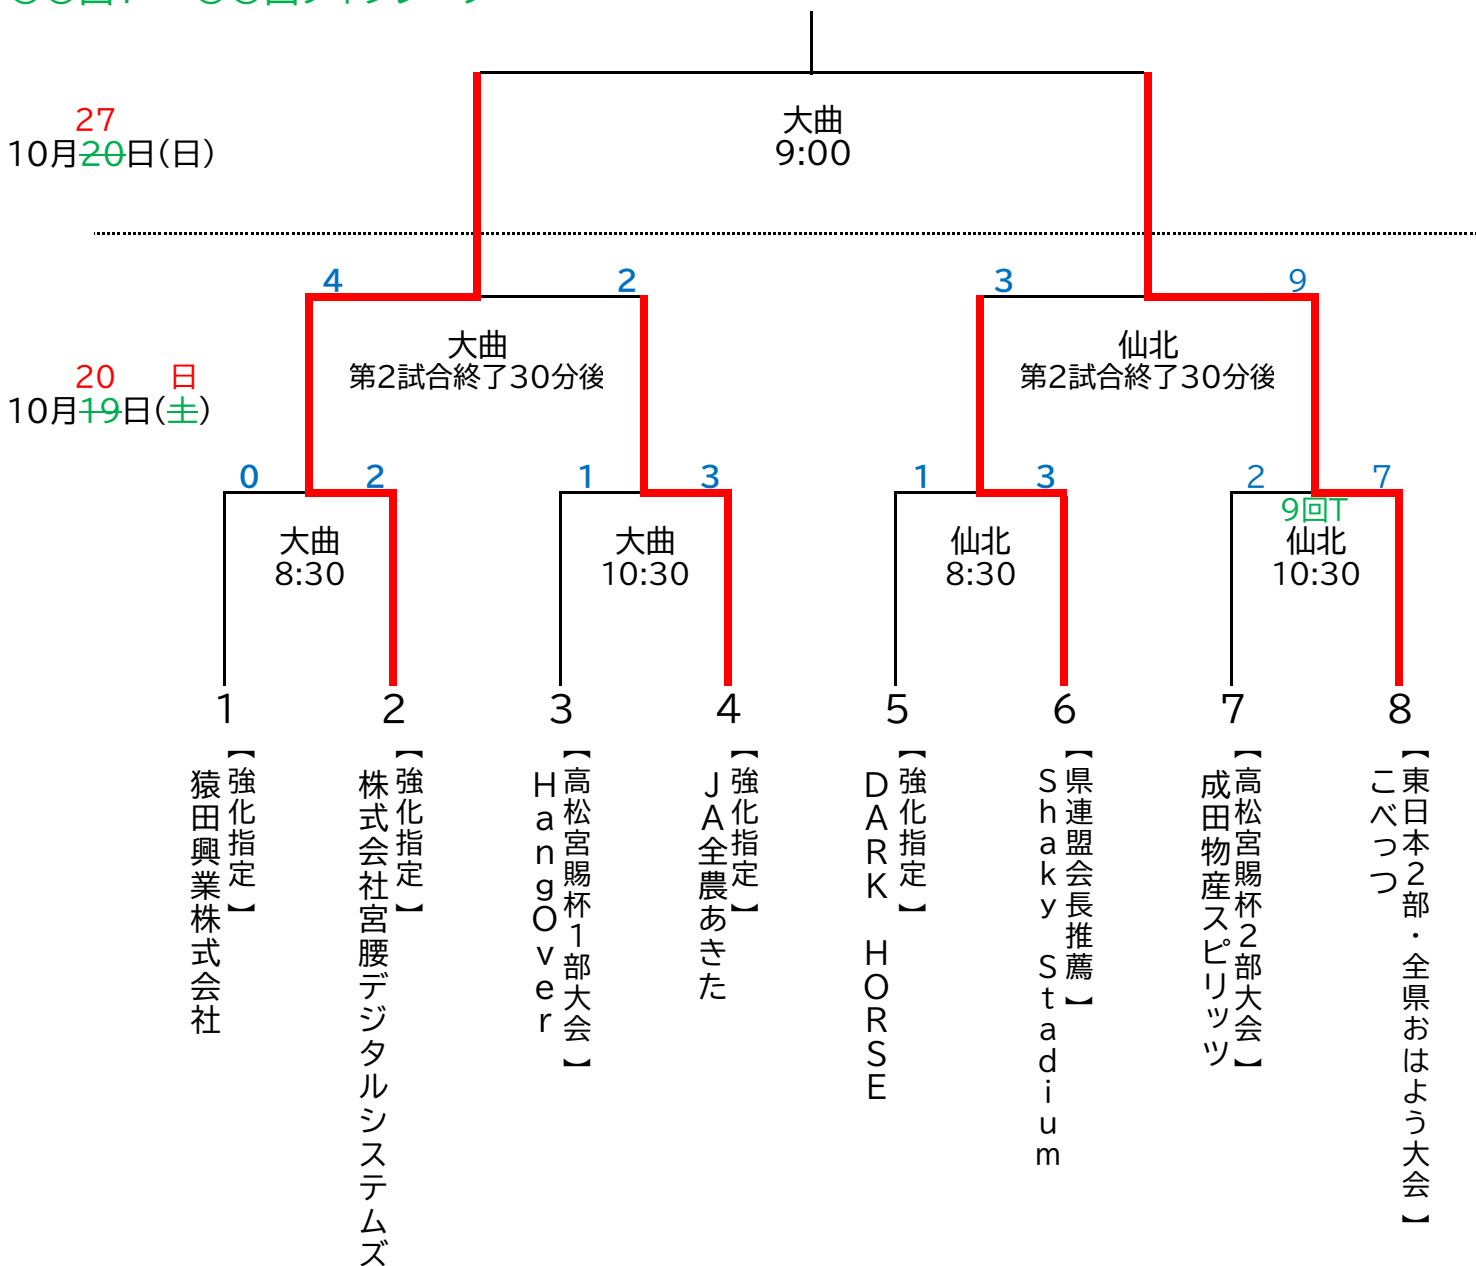 27
10月20日(日)
大曲
9:00
4 2 3 9
大曲
第2試合終了30分後
仙北
第2試合終了30分後
20 日
10月19日(土)
0 2 1 3 1 3 2 7
9回T
大曲
8:30
大曲
10:30
仙北
8:30
仙北
10:30
1 2 3 4 5 6 7 8
【強化指定】
猿田興業株式会社
【強化指定】
株式会社宮腰デジタルシステムズ
【高松宮賜杯1部大会】
HangOver
【強化指定】
JA全農あきた
【強化指定】
DARK HORSE
【県連盟会長推薦】
Shaky Stadium
【高松宮賜杯2部大会】
成田物産スピリッツ
【東日本2部・全県おはよう大会】
こべっつ